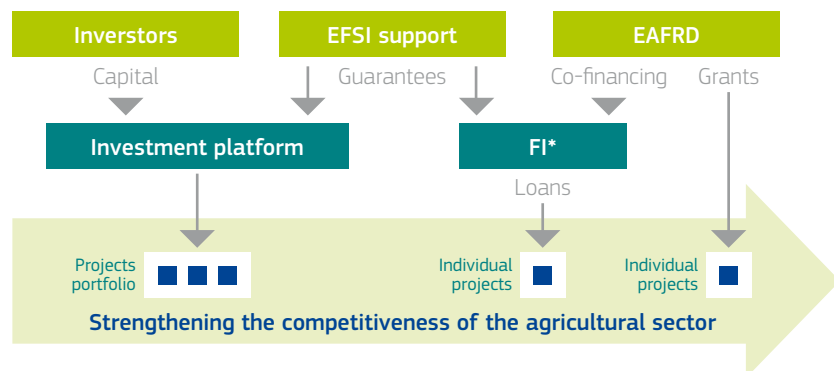 Inverstors
EFSI support
EAFRD
Capital
Guarantees
Co-financing
Grants
Investment platform
FI*
Loans
Projects
portfolio
Individual
projects
Individual
projects
Strengthening the competitiveness of the agricultural sector